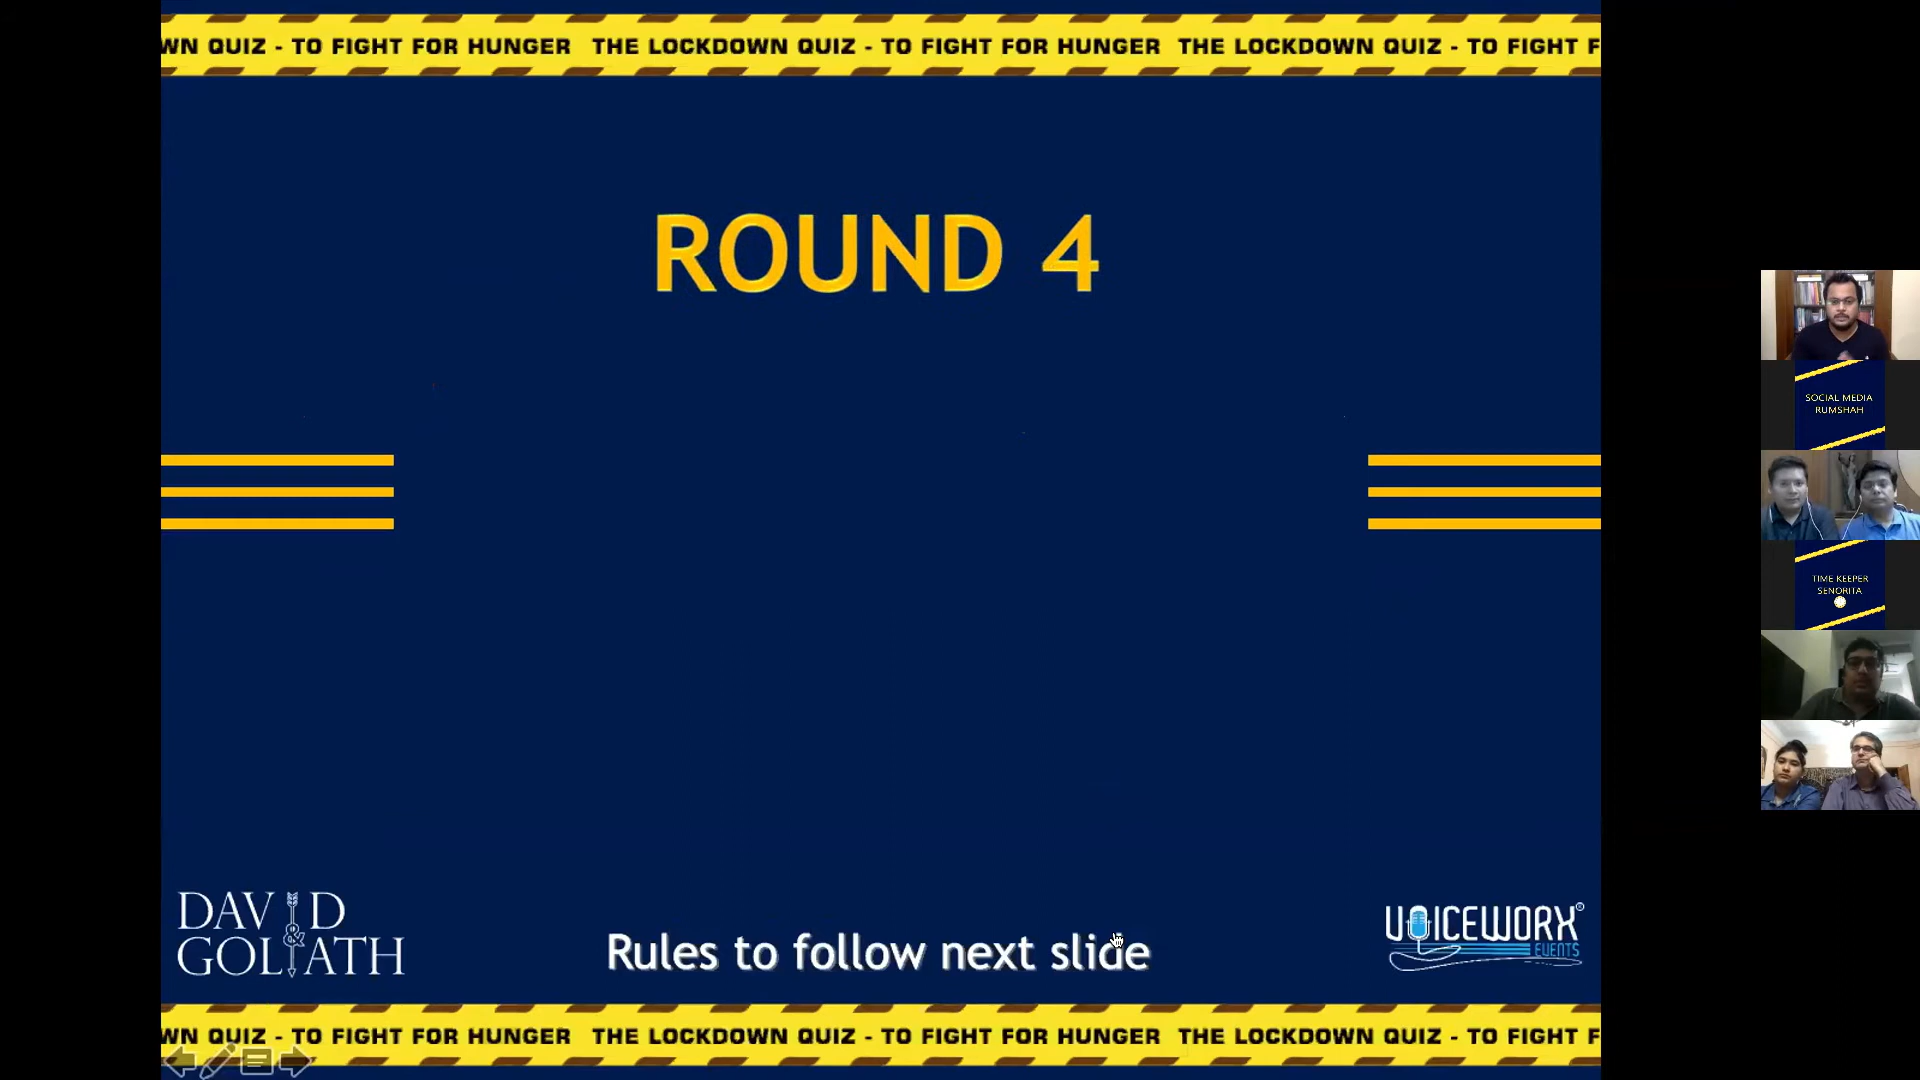 WN QUIZ - TO FIGHT FOR HUNGER THE LOCKDOWN QUIZ - TO FIGHT FOR HUNGER THE LOCKDOWN QUIZ - TO FIGHT F
ROUND 4
SOCIAL MEDIA
RUMSHAH
TIME KEEPER
SENORITA
DAVID
&
GOLIATH
Rules to follow next slide
VOICEWORX®
EVENTS
WN QUIZ - TO FIGHT FOR HUNGER THE LOCKDOWN QUIZ - TO FIGHT FOR HUNGER THE LOCKDOWN QUIZ - TO FIGHT F